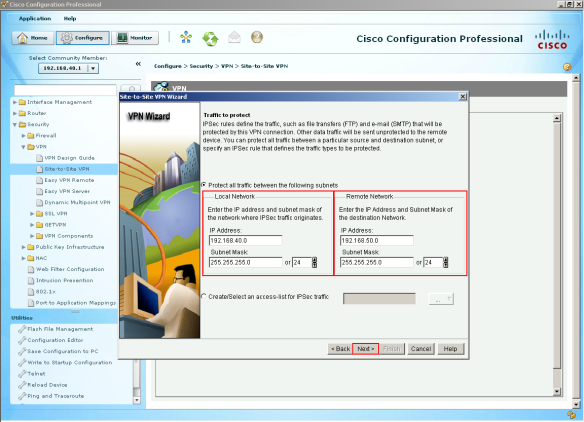 Cisco Configuration Professional
Application Help
Home Configure Monitor
Cisco Configuration Professional
CISCO
Select Community Member:
192.168.40.1
Configure > Security > VPN > Site-to-Site VPN
VPN
Interface Management
Router
Security
Firewall
VPN
VPN Design Guide
Site-to-Site VPN
Easy VPN Remote
Easy VPN Server
Dynamic Multipoint VPN
SSL VPN
GETVPN
VPN Components
Public Key Infrastructure
NAC
Web Filter Configuration
Intrusion Prevention
802.1x
Port to Application Mappings
Utilities
Flash File Management
Configuration Editor
Save Configuration to PC
Write to Startup Configuration
Telnet
Reload Device
Ping and Traceroute
Site-to-Site VPN Wizard
VPN Wizard
Traffic to protect
IPSec rules define the traffic, such as file transfers (FTP) and e-mail (SMTP) that will be
protected by this VPN connection. Other data traffic will be sent unprotected to the remote
device. You can protect all traffic between a particular source and destination subnet, or
specify an IPSec rule that defines the traffic types to be protected.
Protect all traffic between the following subnets
Local Network
Enter the IP address and subnet mask of
the network where IPSec traffic originates.
IP Address:
192.168.40.0
Subnet Mask:
255.255.255.0 or 24
Remote Network
Enter the IP Address and Subnet Mask of
the destination Network.
IP Address:
192.168.50.0
Subnet Mask:
255.255.255.0 or 24
Create/Select an access-list for IPSec traffic
...
< Back Next > Finish Cancel Help